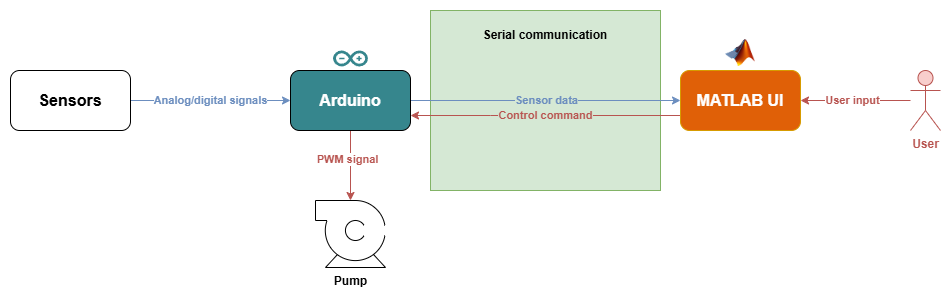 Serial communication
Sensors
Analog/digital signals
Arduino
Sensor data
Control command
MATLAB UI
User input
User
PWM signal
Pump